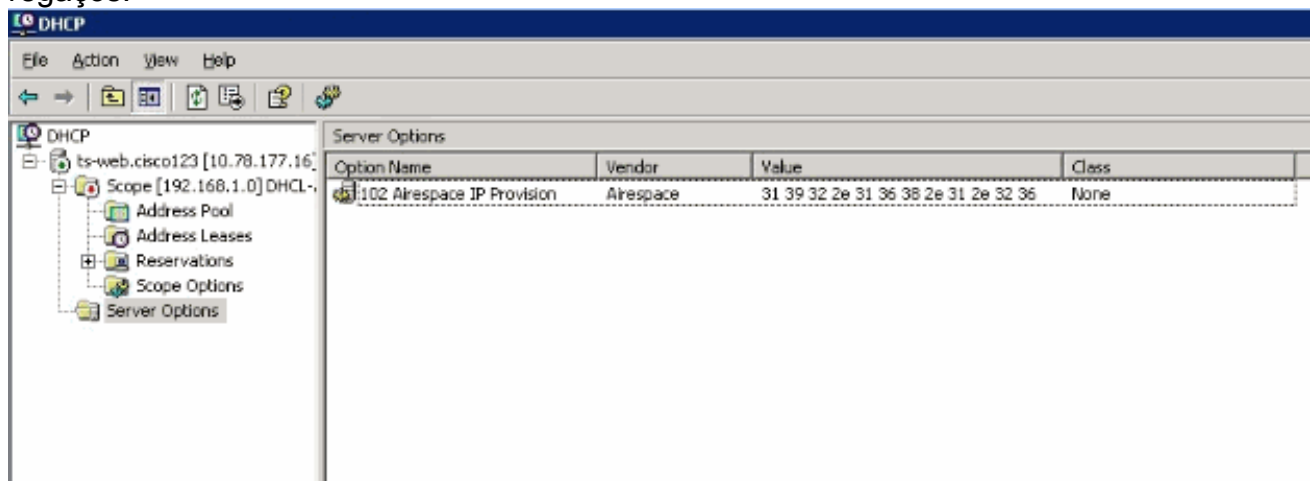 DHCP
File Action View Help
DHCP
ts-web.cisco123 [10.78.177.16]
Scope [192.168.1.0] DHCL-.
Address Pool
Address Leases
Reservations
Scope Options
Server Options
Server Options
Option Name Vendor Value Class
102 Airespace IP Provision Airespace 31 39 32 2e 31 36 38 2e 31 2e 32 36 None